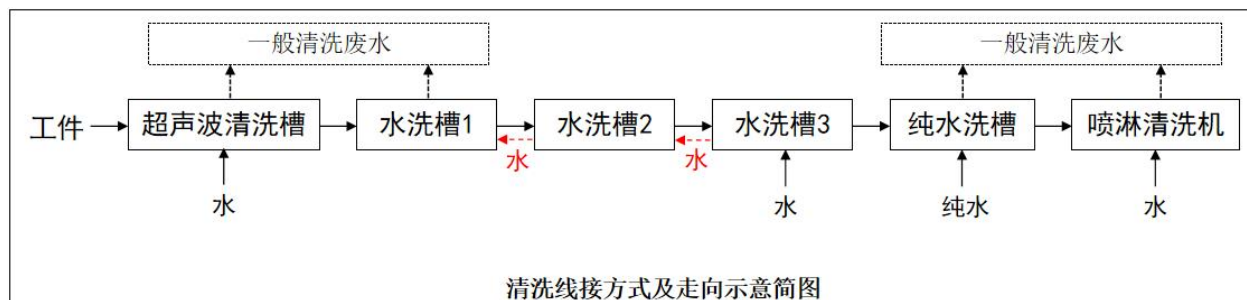 一般清洗废水
一般清洗废水
工件
超声波清洗槽
水洗槽1
水洗槽2
水洗槽3
纯水洗槽
喷淋清洗机
水
水
水
水
纯水
水
清洗线接方式及走向示意简图